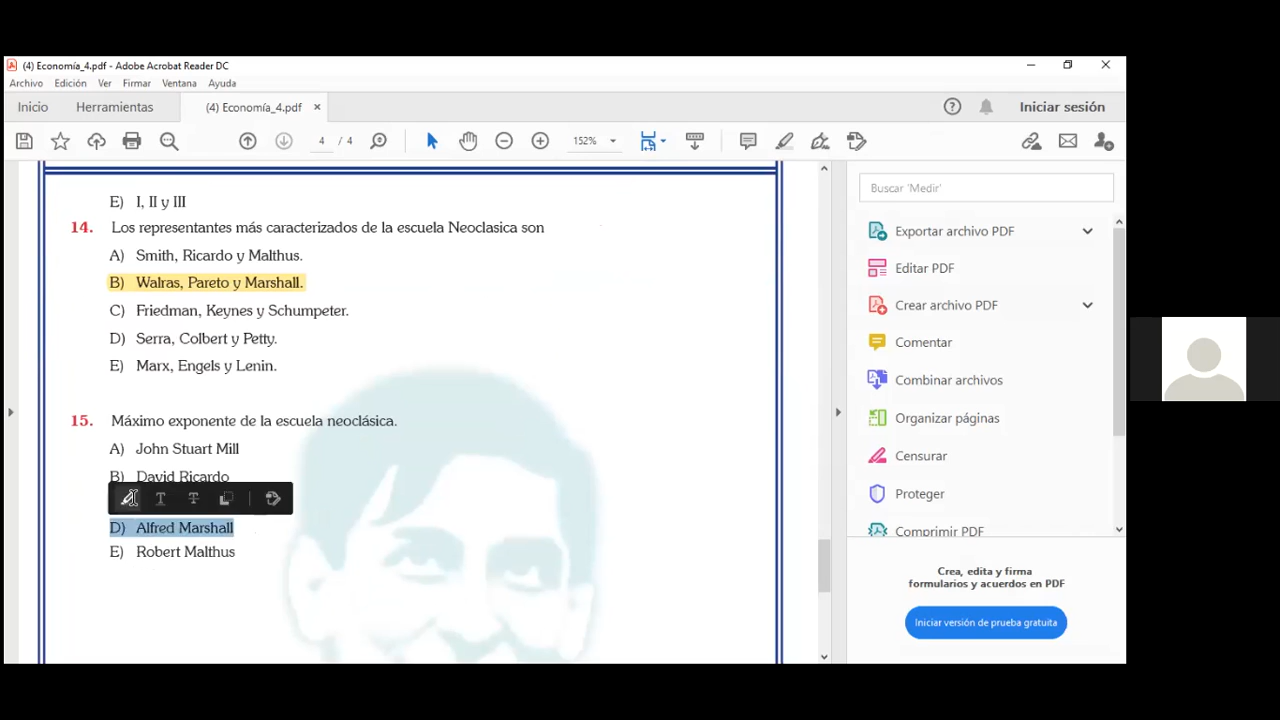 (4) Economía_4.pdf - Adobe Acrobat Reader DC
Archivo Edición Ver Firmar Ventana Ayuda
Inicio Herramientas (4) Economía_4.pdf × Iniciar sesión
4 / 4 152%
E) I, II y III
14. Los representantes más caracterizados de la escuela Neoclasica son
A) Smith, Ricardo y Malthus.
B) Walras, Pareto y Marshall.
C) Friedman, Keynes y Schumpeter.
D) Serra, Colbert y Petty.
E) Marx, Engels y Lenin.
15. Máximo exponente de la escuela neoclásica.
A) John Stuart Mill
B) David Ricardo
D) Alfred Marshall
E) Robert Malthus
Buscar 'Medir'
Exportar archivo PDF
Editar PDF
Crear archivo PDF
Comentar
Combinar archivos
Organizar páginas
Censurar
Proteger
Comprimir PDF
Crea, edita y firma
formularios y acuerdos en PDF
Iniciar versión de prueba gratuita